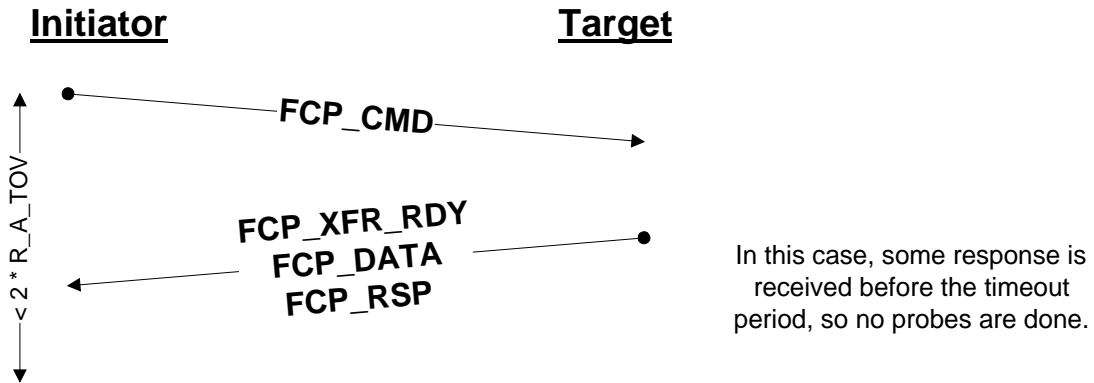 Initiator
Target
FCP_CMD
< 2 * R_A_TOV
FCP_XFR_RDY
FCP_DATA
FCP_RSP
In this case, some response is
received before the timeout
period, so no probes are done.